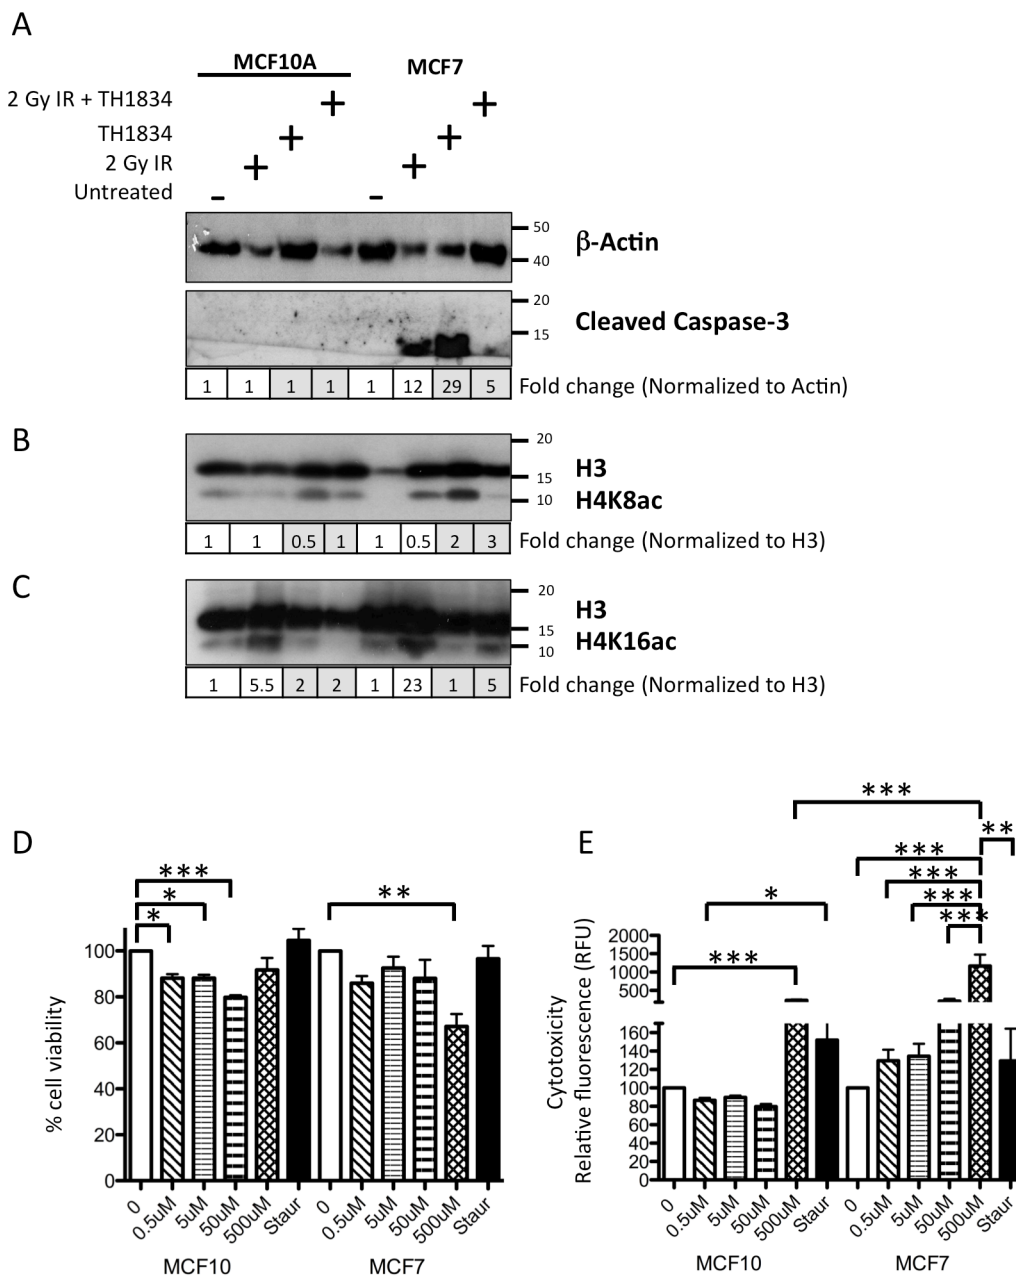 A
MCF10A MCF7
2 Gy IR + TH1834 + +
TH1834 + +
2 Gy IR + +
Untreated - -
50
β-Actin
40
20
Cleaved Caspase-3
15
1 1 1 1 1 12 29 5 Fold change (Normalized to Actin)
B
20
H3
15
H4K8ac
10
1 1 0.5 1 1 0.5 2 3 Fold change (Normalized to H3)
C
20
H3
15
H4K16ac
10
1 5.5 2 2 1 23 1 5 Fold change (Normalized to H3)
D
***
*
*
**
% cell viability
100
80
60
40
20
0
0 0.5uM 5uM 50uM 500uM Staur 0 0.5uM 5uM 50uM 500uM Staur
MCF10 MCF7
E
***
**
***
***
***
***
*
***
Cytotoxicity
Relative fluorescence (RFU)
2000
1500
1000
500
160
140
120
100
80
60
40
20
0
0 0.5uM 5uM 50uM 500uM Staur 0 0.5uM 5uM 50uM 500uM Staur
MCF10 MCF7